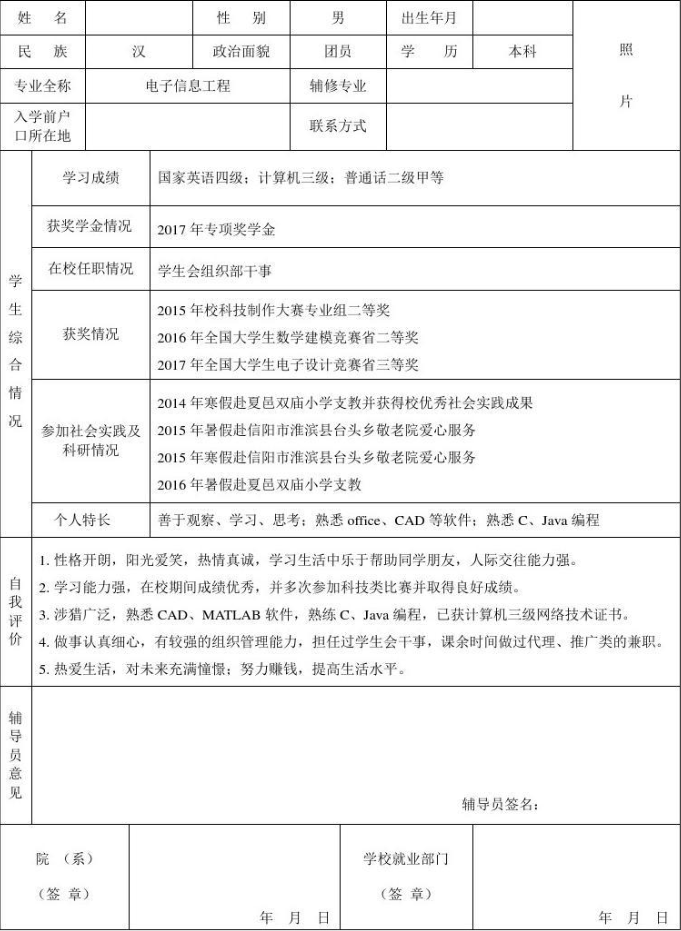 姓 名 性 别 男 出生年月 照
民 族 汉 政治面貌 团员 学 历 本科
专业全称 电子信息工程 辅修专业 片
入学前户
口所在地 联系方式
学生综合情况
学习成绩 国家英语四级；计算机三级；普通话二级甲等
获奖学金情况 2017 年专项奖学金
在校任职情况 学生会组织部干事
获奖情况
2015 年校科技制作大赛专业组二等奖
2016 年全国大学生数学建模竞赛省二等奖
2017 年全国大学生电子设计竞赛省三等奖
参加社会实践及
科研情况
2014 年寒假赴夏邑双庙小学支教并获得校优秀社会实践成果
2015 年暑假赴信阳市淮滨县台头乡敬老院爱心服务
2015 年寒假赴信阳市淮滨县台头乡敬老院爱心服务
2016 年暑假赴夏邑双庙小学支教
个人特长 善于观察、学习、思考；熟悉 office、CAD 等软件；熟悉 C、Java 编程
自我评价
1. 性格开朗，阳光爱笑，热情真诚，学习生活中乐于帮助同学朋友，人际交往能力强。
2. 学习能力强，在校期间成绩优秀，并多次参加科技类比赛并取得良好成绩。
3. 涉猎广泛，熟悉 CAD、MATLAB 软件，熟练 C、Java 编程，已获计算机三级网络技术证书。
4. 做事认真细心，有较强的组织管理能力，担任过学生会干事，课余时间做过代理、推广类的兼职。
5. 热爱生活，对未来充满憧憬；努力赚钱，提高生活水平。
辅导员意见
辅导员签名：
院 （系） 学校就业部门
（签 章） （签 章）
年 月 日 年 月 日